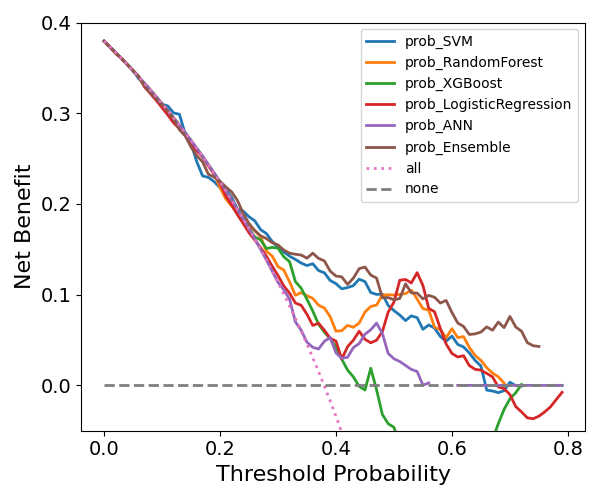 0.4
0.3
0.2
0.1
0.0
Net Benefit
prob_SVM
prob_RandomForest
prob_XGBoost
prob_LogisticRegression
prob_ANN
prob_Ensemble
all
none
0.0 0.2 0.4 0.6 0.8
Threshold Probability